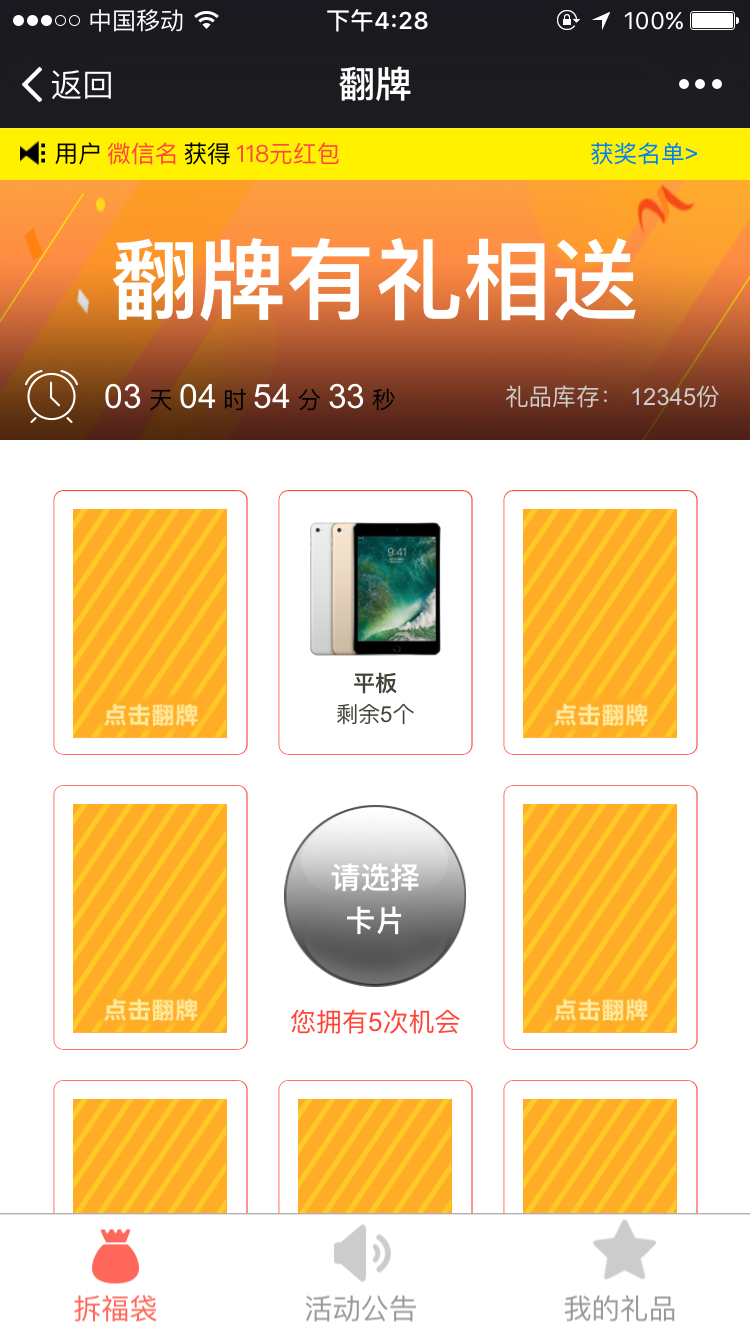 中国移动 下午4:28 100%
返回 翻牌
用户 微信名 获得 118元红包 获奖名单>
翻牌有礼相送
03 天 04 时 54 分 33 秒 礼品库存： 12345份
9:41
平板
剩余5个
点击翻牌 点击翻牌
请选择
卡片
点击翻牌 点击翻牌
您拥有5次机会
拆福袋 活动公告 我的礼品